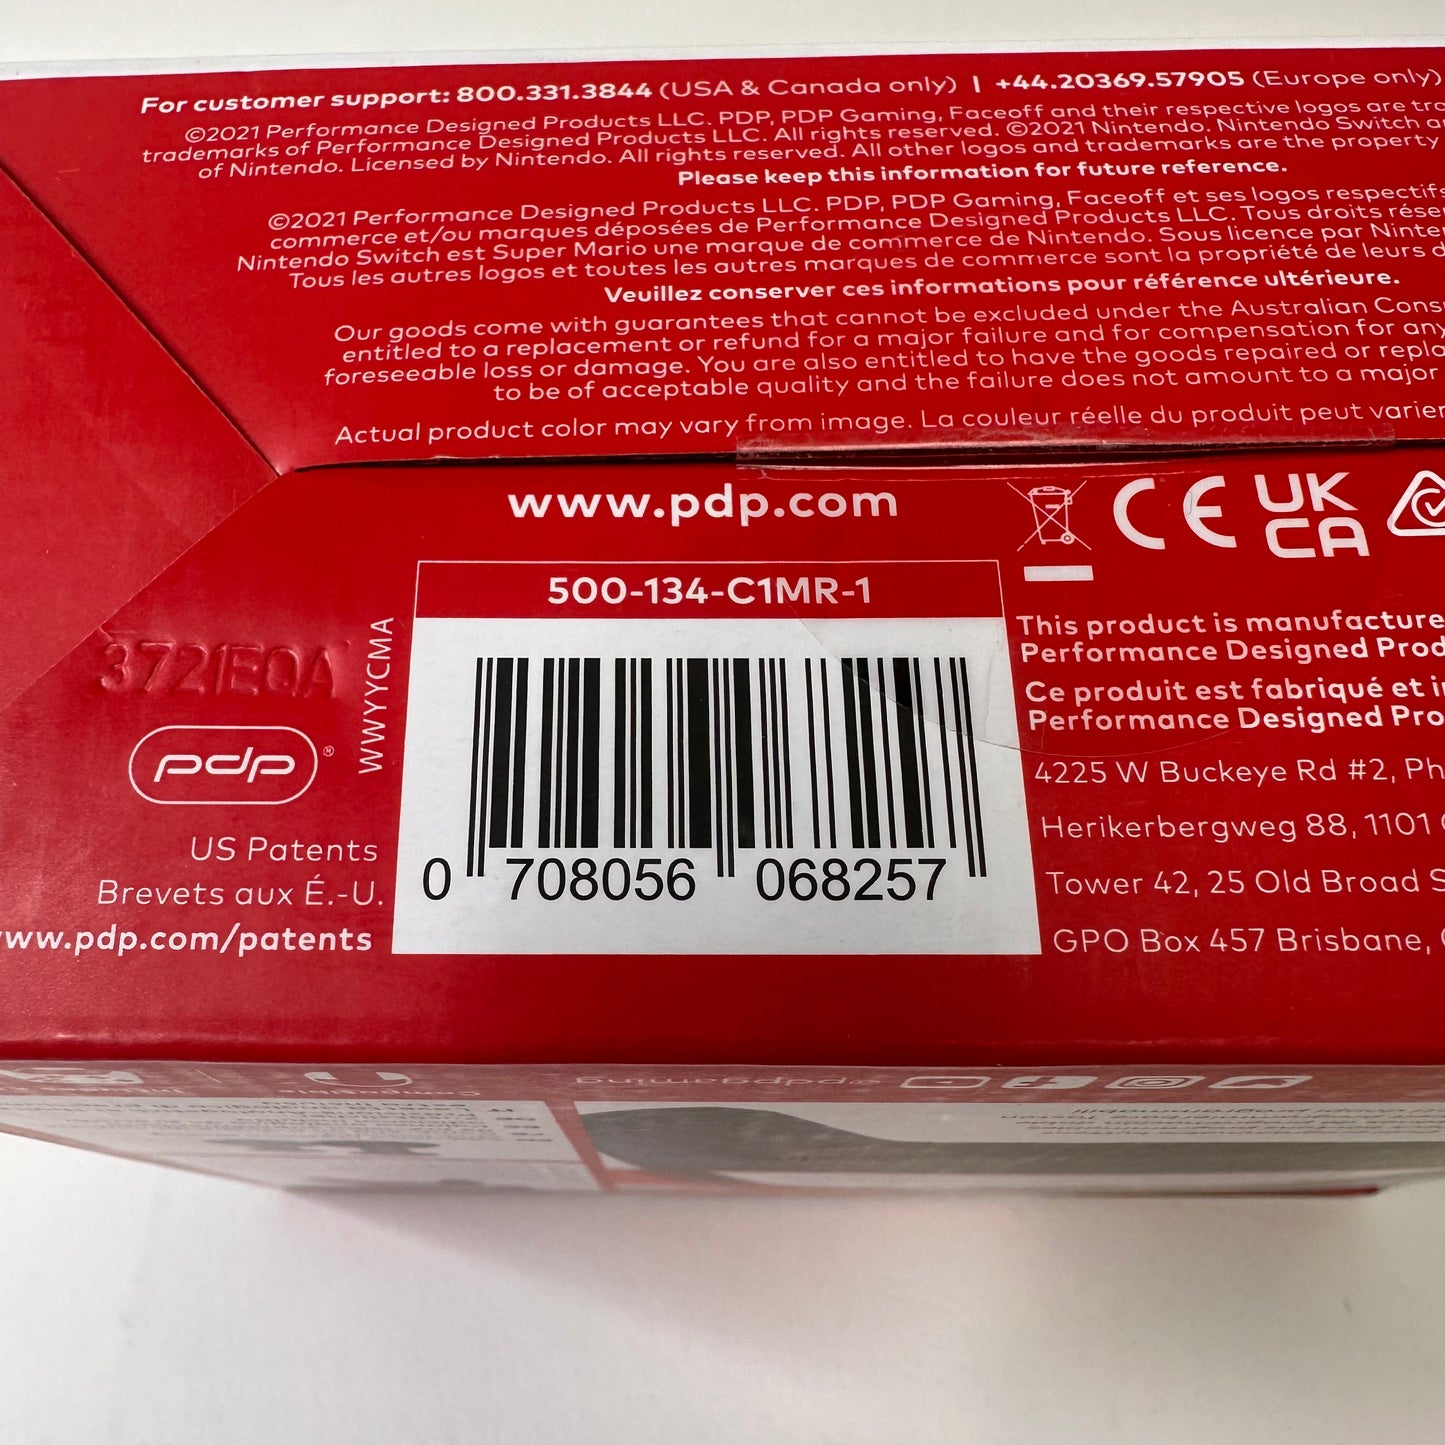 For customer support: 800.331.3844 (USA & Canada only) | +44.20369.57905 (Europe only)
©2021 Performance Designed Products LLC. PDP, PDP Gaming, Faceoff and their respective logos are
trademarks of Performance Designed Products LLC. All rights reserved. ©2021 Nintendo. Nintendo Switch
of Nintendo. Licensed by Nintendo. All rights reserved. All other logos and trademarks are the property
Please keep this information for future reference.
©2021 Performance Designed Products LLC. PDP, PDP Gaming, Faceoff et ses logos respectifs
commerce et/ou marques déposées de Performance Designed Products LLC. Tous droits
Nintendo Switch est Super Mario une marque de commerce de Nintendo. Sous licence par
Tous les autres logos et toutes les autres marques de commerce sont la propriété de leurs
Veuillez conserver ces informations pour référence ultérieure.
Our goods come with guarantees that cannot be excluded under the Australian
entitled to a replacement or refund for a major failure and for compensation for any
foreseeable loss or damage. You are also entitled to have the goods repaired or
to be of acceptable quality and the failure does not amount to a major
Actual product color may vary from image. La couleur réelle du produit peut varier
www.pdp.com
CE UK CA
500-134-C1MR-1
3721EQA
WWYYCMA
pdp
US Patents
Brevets aux É.-U.
www.pdp.com/patents
0 708056 068257
This product is manufacture
Performance Designed
Ce produit est fabriqué et
Performance Designed
4225 W Buckeye Rd #2,
Herikerbergweg 88, 1101
Tower 42, 25 Old Broad
GPO Box 457 Brisbane,
@pdpgaming
Compatible